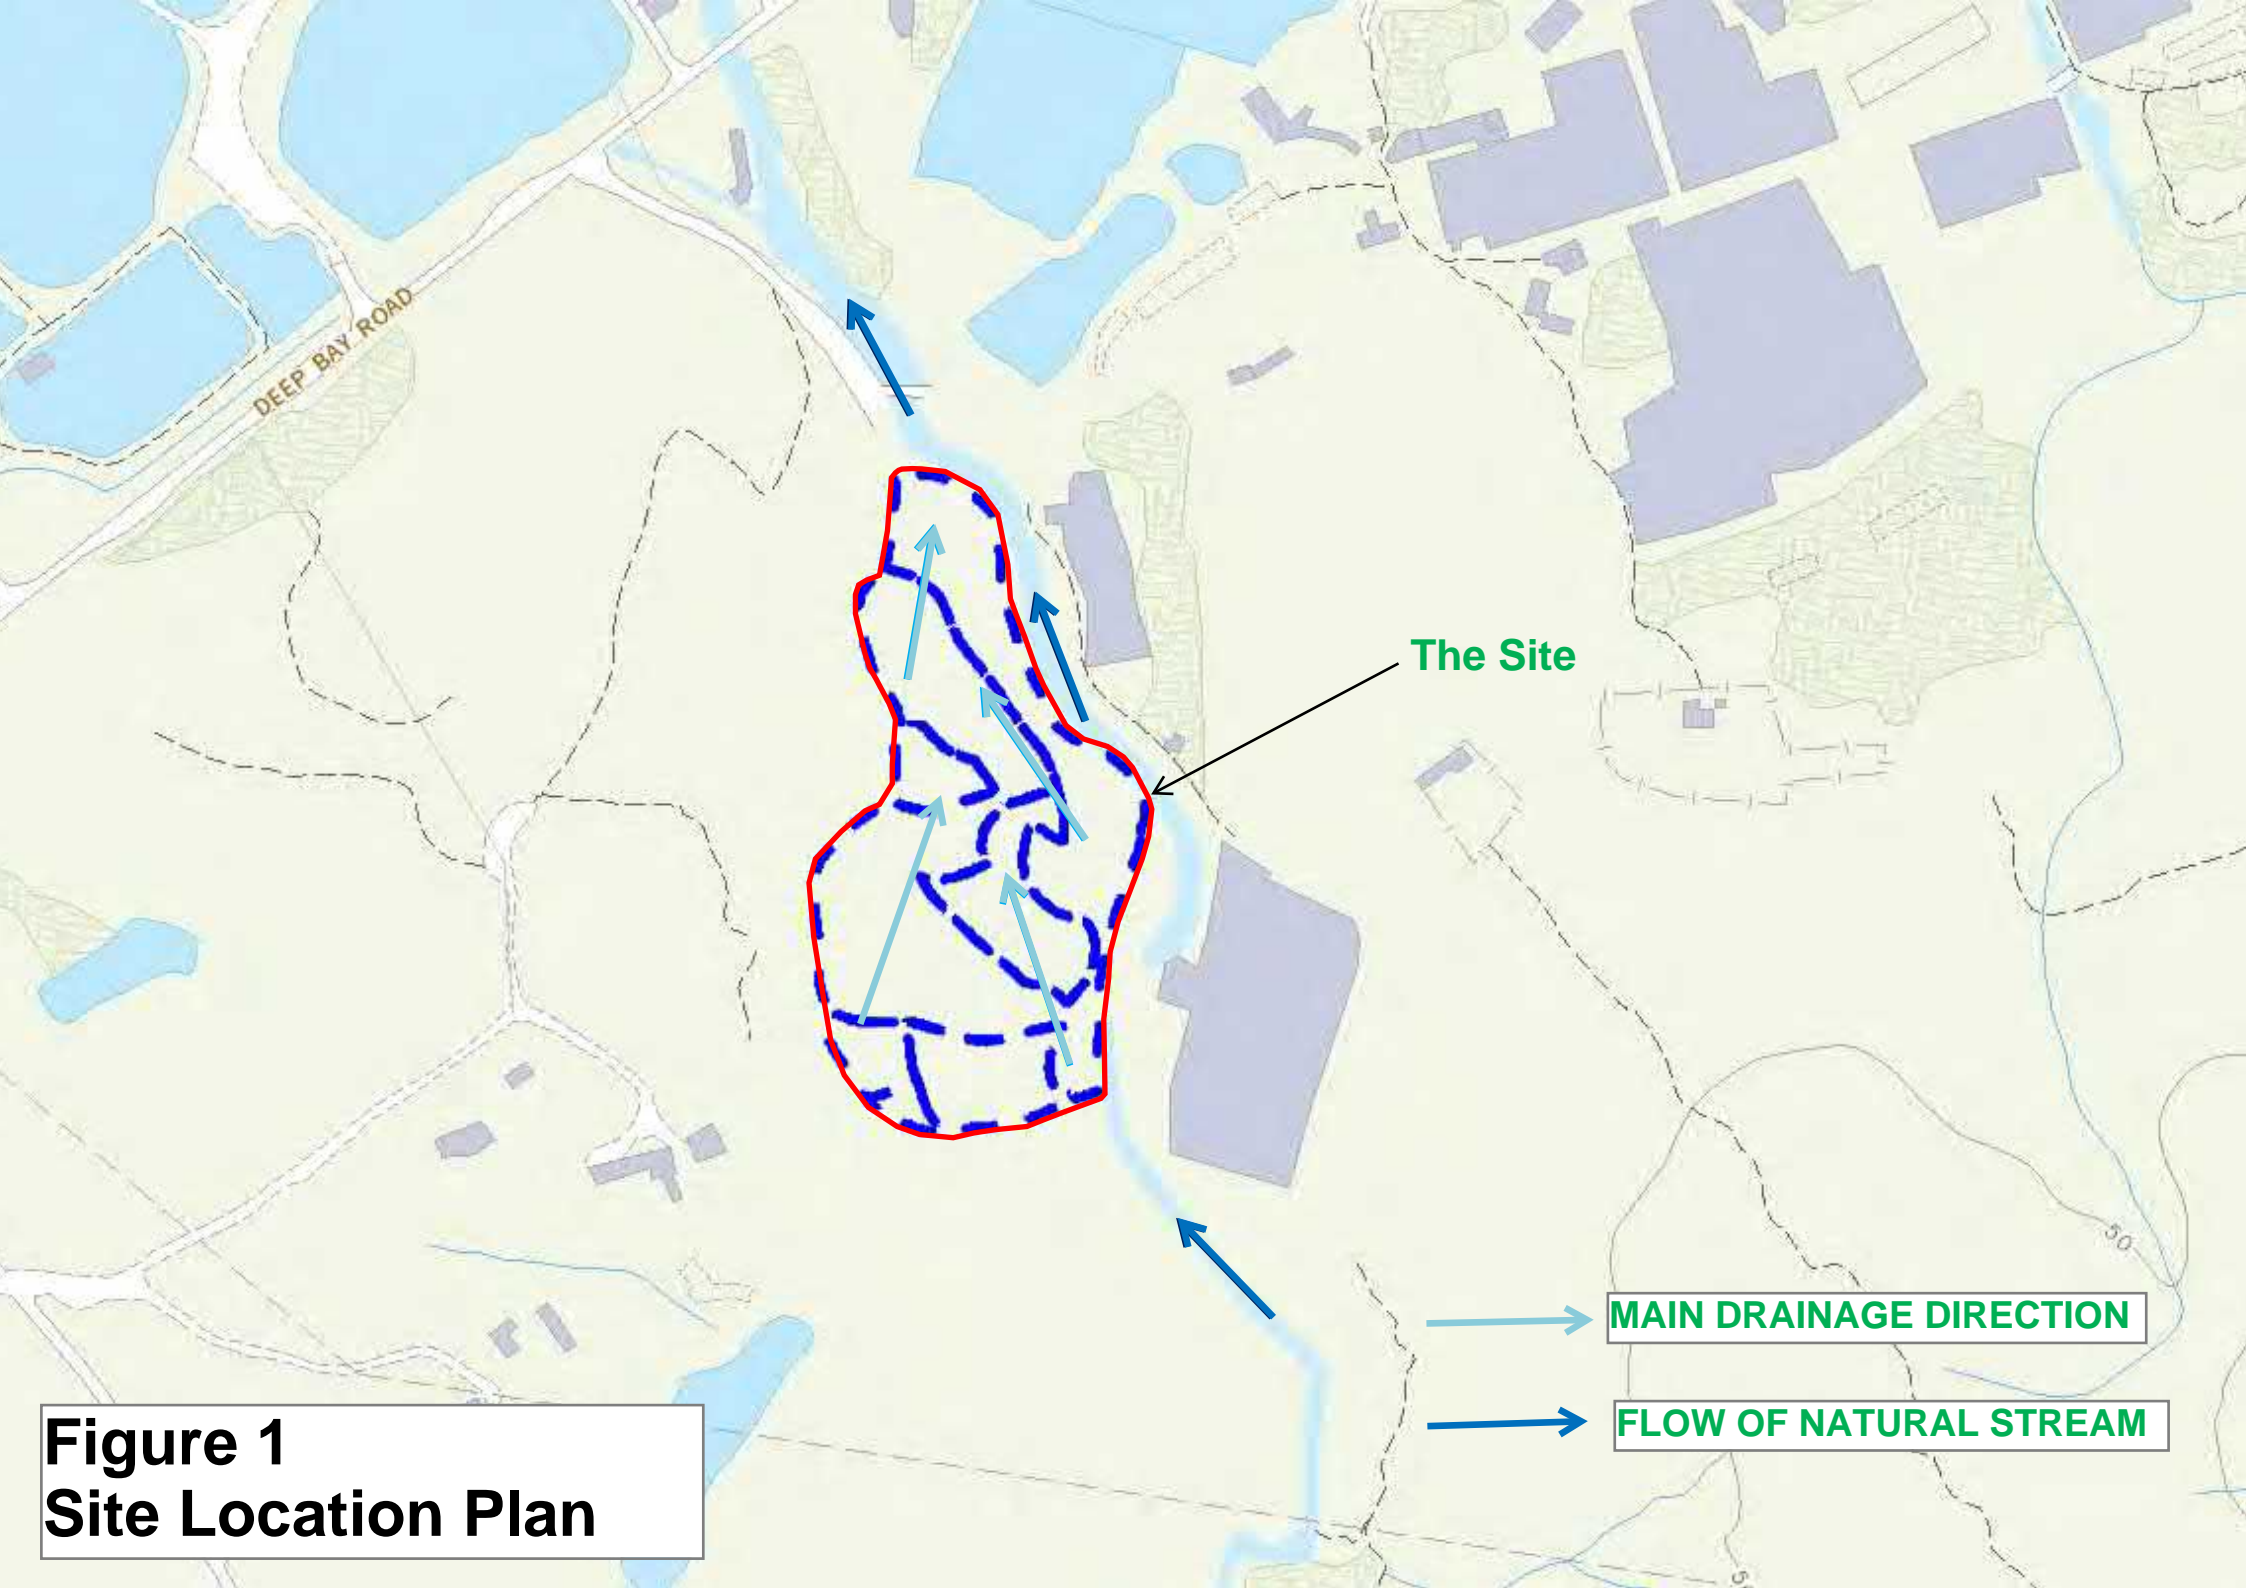 DEEP BAY ROAD
The Site
50
MAIN DRAINAGE DIRECTION
FLOW OF NATURAL STREAM
Figure 1
Site Location Plan